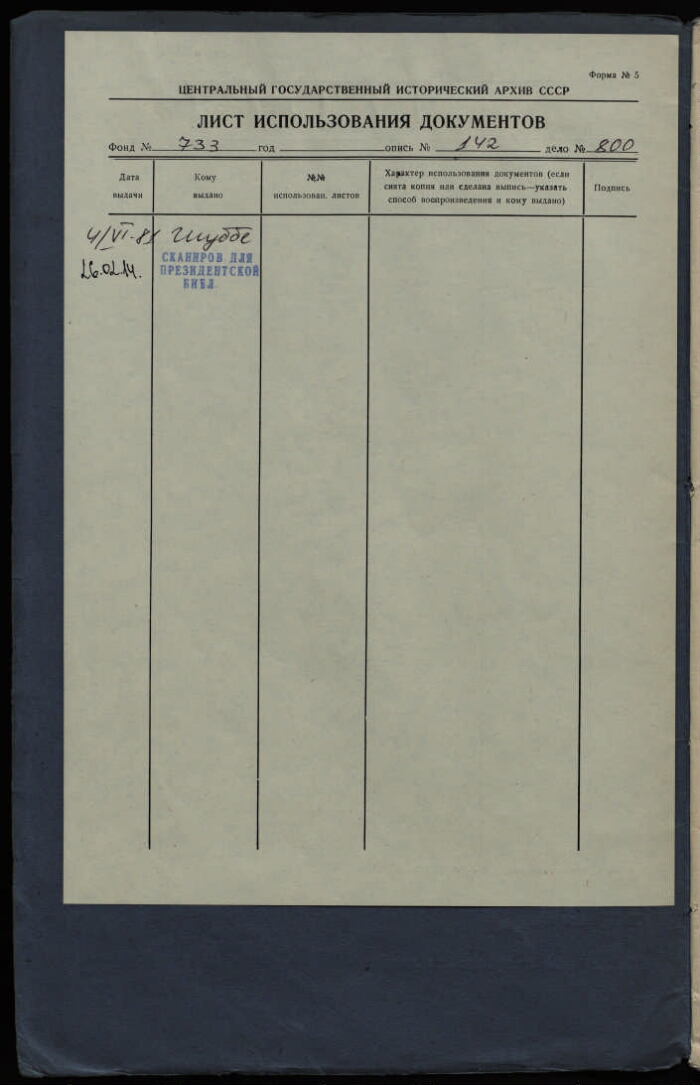 Форма № 5
ЦЕНТРАЛЬНЫЙ ГОСУДАРСТВЕННЫЙ ИСТОРИЧЕСКИЙ АРХИВ СССР
ЛИСТ ИСПОЛЬЗОВАНИЯ ДОКУМЕНТОВ
Фонд № 733 год опись № 142 дело № 800
Дата выдачи
Кому выдано
№№ использован. листов
Характер использования документов (если
снята копия или сделана выпись—указать
способ воспроизведения и кому выдано)
Подпись
4/VI-
26.02.14.
СКАНИРОВ ДЛЯ
ПРЕЗИДЕНТСКОЙ
БИБЛ